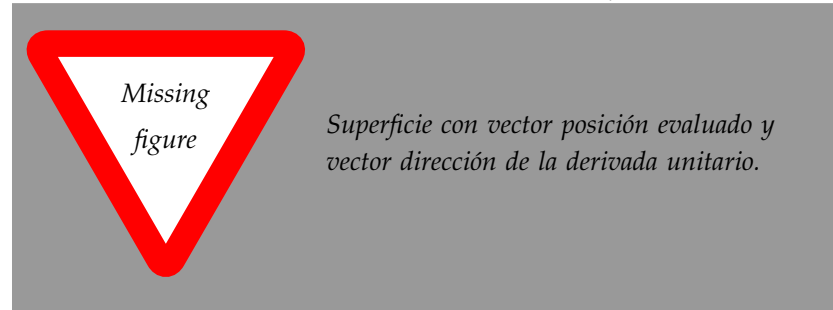 Missing
figure
Superficie con vector posición evaluado y
vector dirección de la derivada unitario.